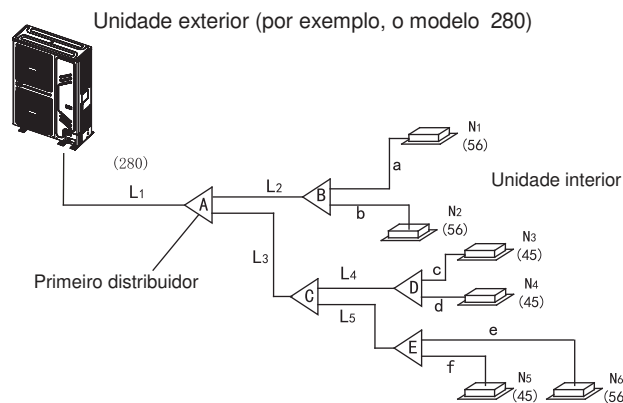 Unidade exterior (por exemplo, o modelo 280)
(280)
L1
A
Primeiro distribuidor
L2
B
a
N1
(56)
b
N2
(56)
Unidade interior
L3
C
L4
D
c
N3
(45)
d
N4
(45)
L5
E
e
f
N5
(45)
N6
(56